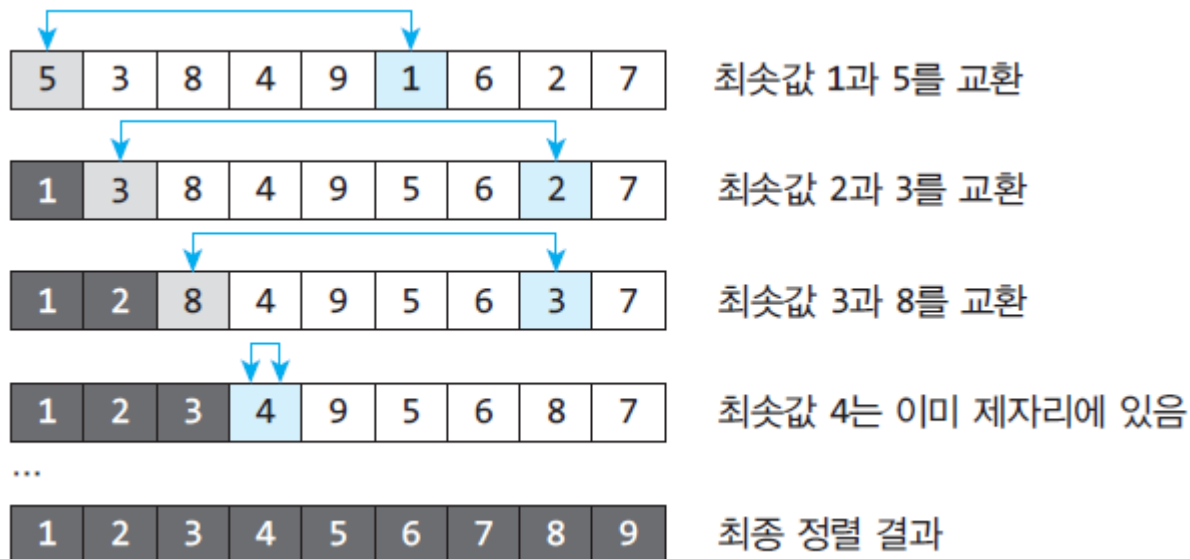 5 3 8 4 9 1 6 2 7 최솟값 1과 5를 교환
1 3 8 4 9 5 6 2 7 최솟값 2과 3를 교환
1 2 8 4 9 5 6 3 7 최솟값 3과 8를 교환
1 2 3 4 9 5 6 8 7 최솟값 4는 이미 제자리에 있음
...
1 2 3 4 5 6 7 8 9 최종 정렬 결과